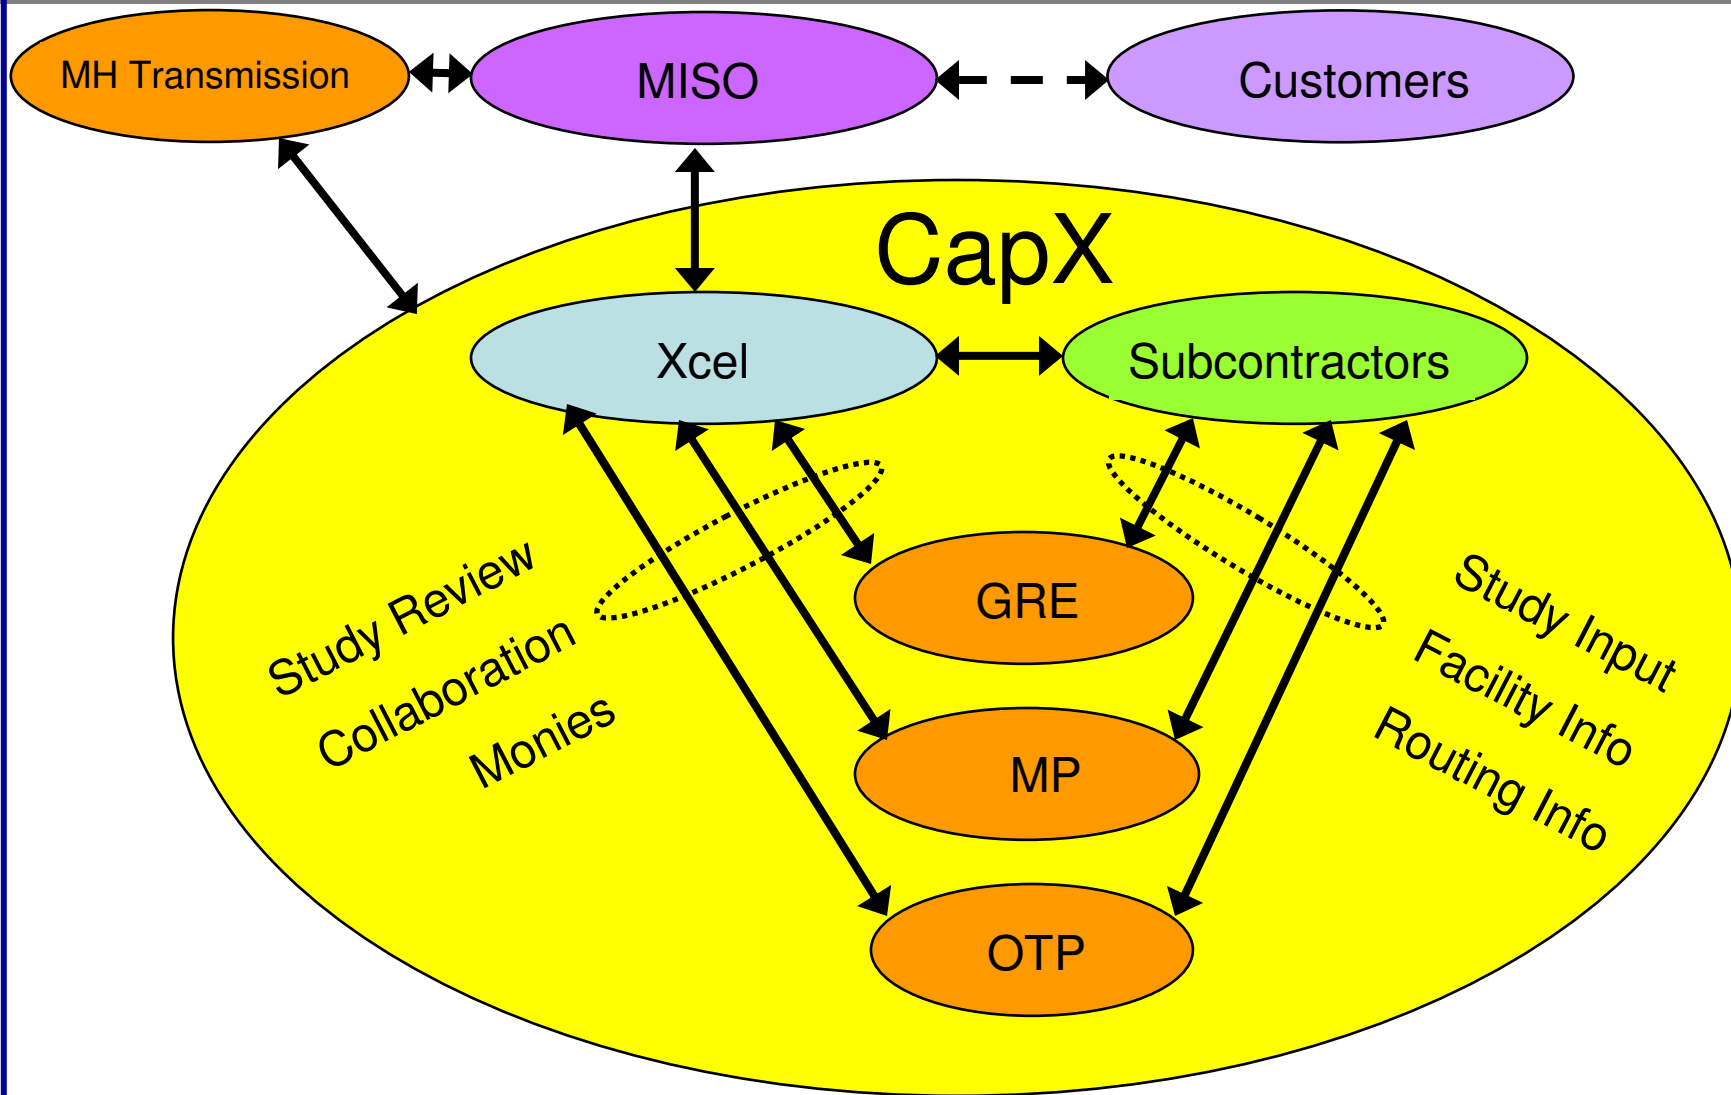 MH Transmission
MISO
Customers
CapX
Xcel
Subcontractors
Study Review
Collaboration
Monies
GRE
MP
OTP
Study Input
Facility Info
Routing Info